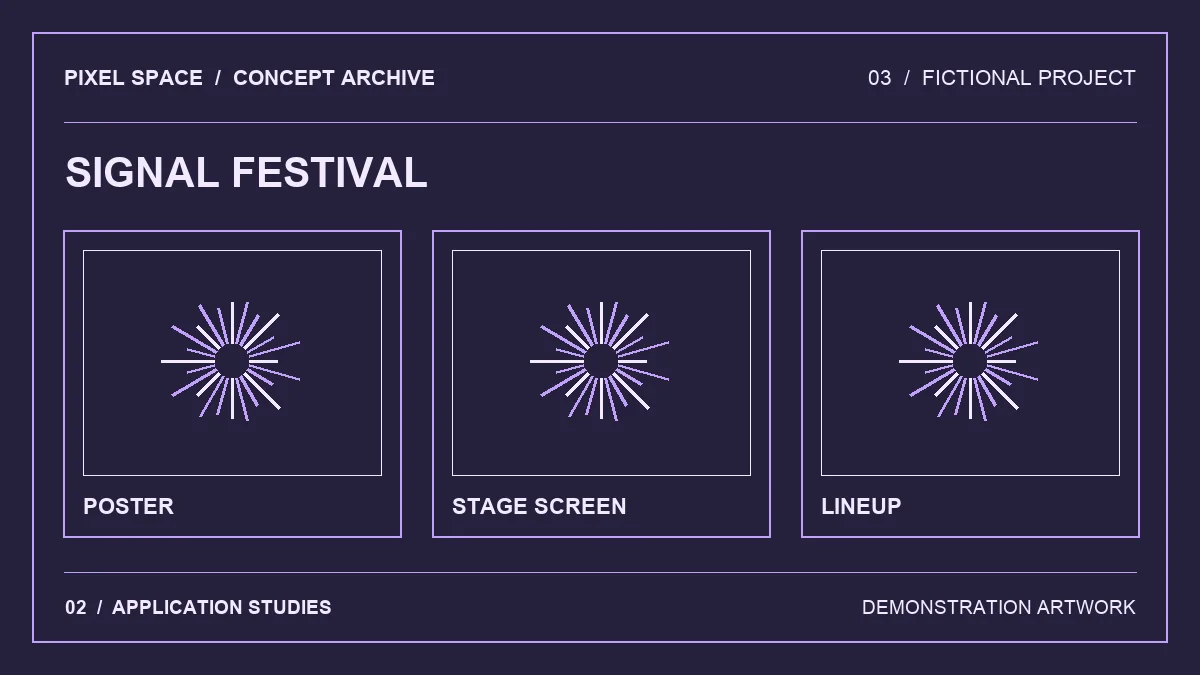 PIXEL SPACE / CONCEPT ARCHIVE
03 / FICTIONAL PROJECT
SIGNAL FESTIVAL
POSTER
STAGE SCREEN
LINEUP
02 / APPLICATION STUDIES
DEMONSTRATION ARTWORK